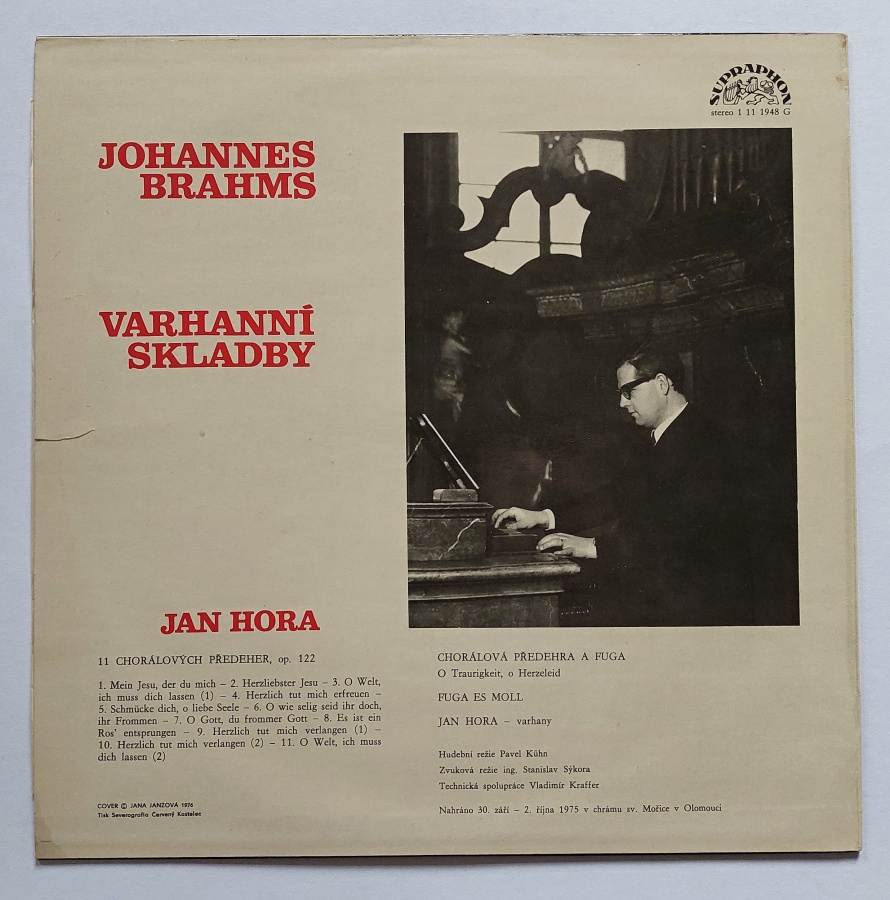 SUPRAPHON
stereo 1 11 1948 G
JOHANNES
BRAHMS
VARHANNÍ
SKLADBY
JAN HORA
11 CHORÁLOVÝCH PŘEDEHER, op. 122
1. Mein Jesu, der du mich – 2. Herzliebster Jesu – 3. O Welt,
ich muss dich lassen (1) – 4. Herzlich tut mich erfreuen –
5. Schmücke dich, o liebe Seele – 6. O wie selig seid ihr doch,
ihr Frommen – 7. O Gott, du frommer Gott – 8. Es ist ein
Ros' entsprungen – 9. Herzlich tut mich verlangen (1) –
10. Herzlich tut mich verlangen (2) – 11. O Welt, ich muss
dich lassen (2)
COVER © JANA JANZOVÁ 1976
Tisk Severografia Červený Kostelec
CHORÁLOVÁ PŘEDEHRA A FUGA
O Traurigkeit, o Herzeleid
FUGA ES MOLL
JAN HORA – varhany
Hudební režie Pavel Kühn
Zvuková režie ing. Stanislav Sýkora
Technická spolupráce Vladimír Kraffer
Nahráno 30. září – 2. října 1975 v chrámu sv. Mořice v Olomouci